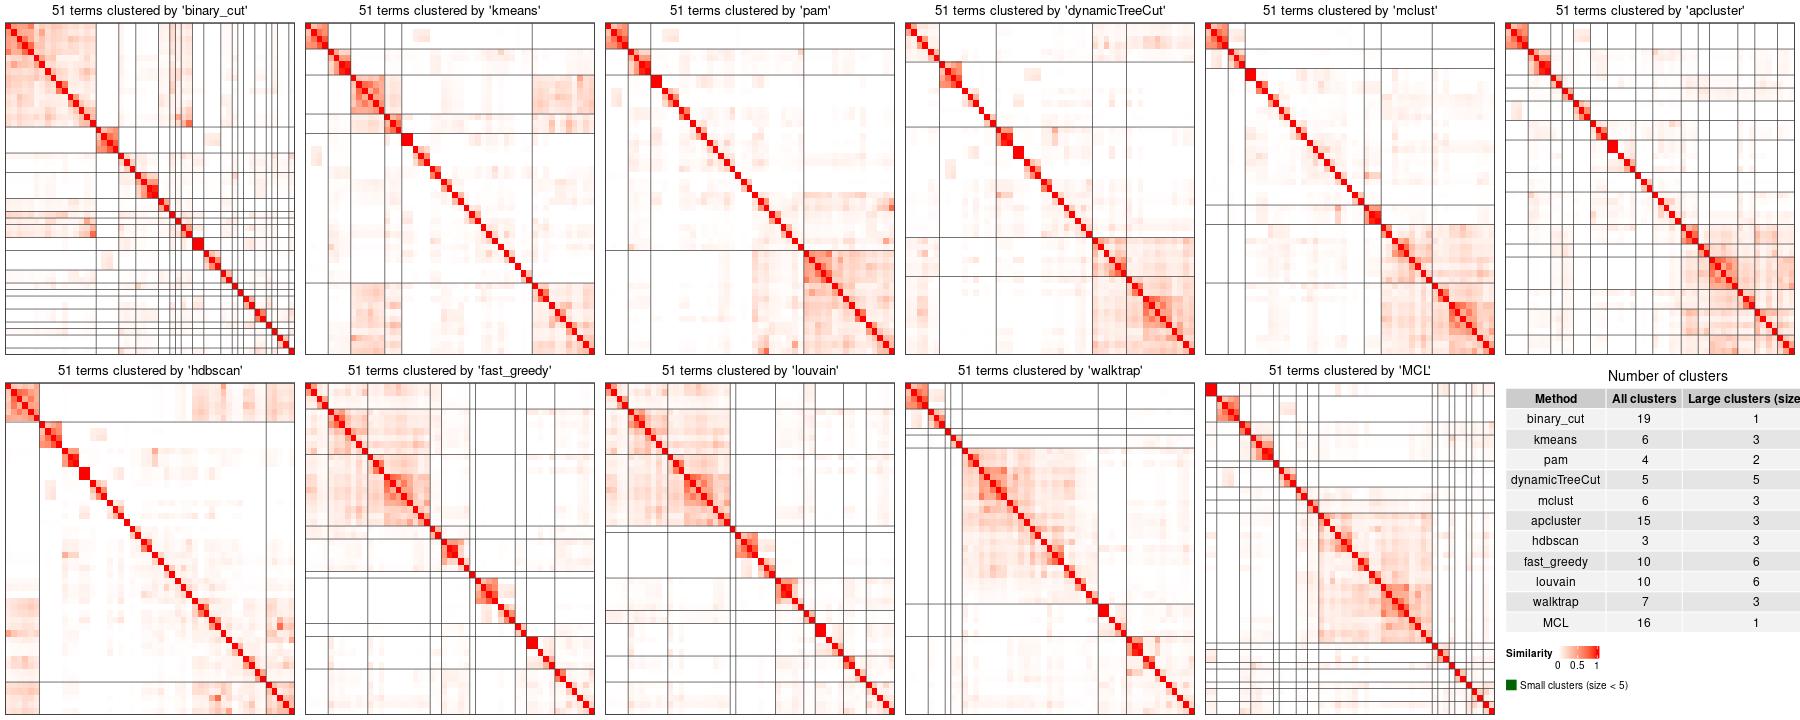 51 terms clustered by 'binary_cut'
51 terms clustered by 'kmeans'
51 terms clustered by 'pam'
51 terms clustered by 'dynamicTreeCut'
51 terms clustered by 'mclust'
51 terms clustered by 'apcluster'
51 terms clustered by 'hdbscan'
51 terms clustered by 'fast_greedy'
51 terms clustered by 'louvain'
51 terms clustered by 'walktrap'
51 terms clustered by 'MCL'
Number of clusters
Method All clusters Large clusters (size
binary_cut 19 1
kmeans 6 3
pam 4 2
dynamicTreeCut 5 5
mclust 6 3
apcluster 15 3
hdbscan 3 3
fast_greedy 10 6
louvain 10 6
walktrap 7 3
MCL 16 1
Similarity
0 0.5 1
Small clusters (size < 5)